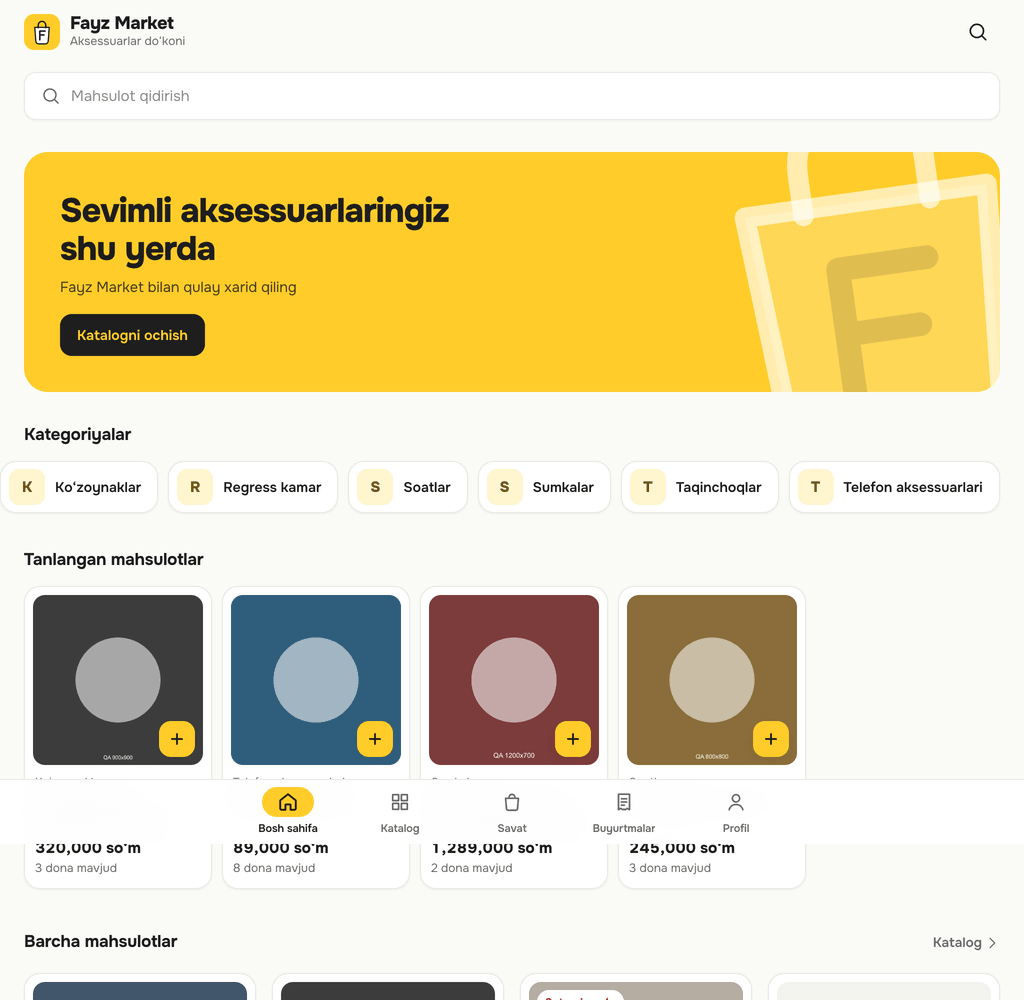 F
Fayz Market
Aksessuarlar do‘koni
Mahsulot qidirish
Sevimli aksessuarlaringiz
shu yerda
Fayz Market bilan qulay xarid qiling
Katalogni ochish
F
Kategoriyalar
K Ko‘zoynaklar
R Regress kamar
S Soatlar
S Sumkalar
T Taqinchoqlar
T Telefon aksessuarlari
Tanlangan mahsulotlar
QA 900x900
QA 1200x700
QA 800x800
Bosh sahifa
Katalog
Savat
Buyurtmalar
Profil
320,000 so‘m
3 dona mavjud
89,000 so‘m
8 dona mavjud
1,289,000 so‘m
2 dona mavjud
245,000 so‘m
3 dona mavjud
Barcha mahsulotlar
Katalog